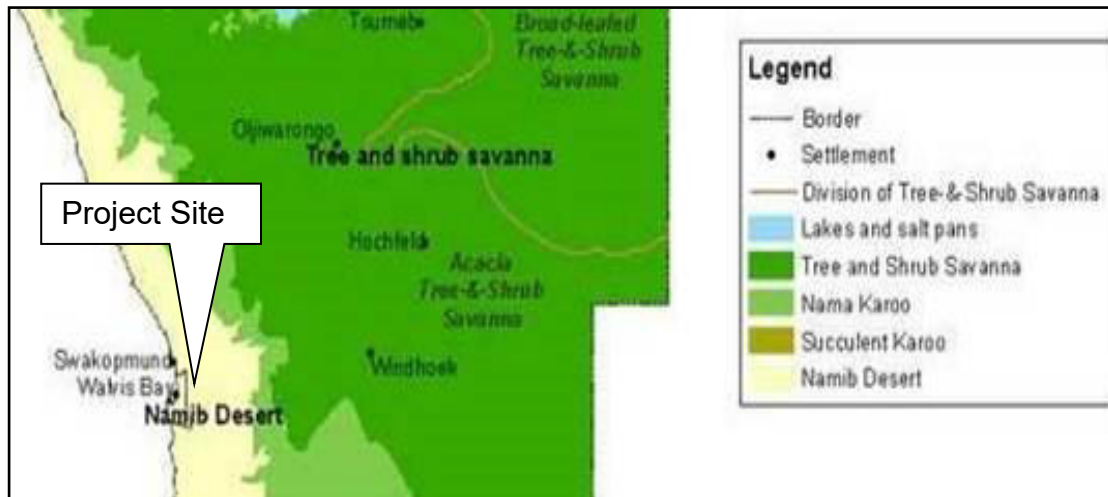 Tsumeb
Broad-leafed
Tree-&-Shrub
Savanna
Otjiwarongo
Tree and shrub savanna
Project Site
Hochfeld
Acacia
Tree-&-Shrub
Savanna
Swakopmund
Walvis Bay
Windhoek
Namib Desert
Legend
Border
Settlement
Division of Tree-& Shrub Savanna
Lakes and salt pans
Tree and Shrub Savanna
Nama Karoo
Succulent Karoo
Namib Desert